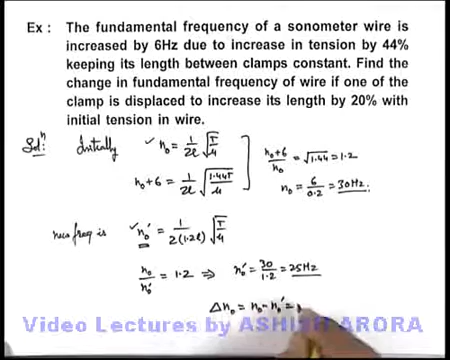 Ex : The fundamental frequency of a sonometer wire is
increased by 6Hz due to increase in tension by 44%
keeping its length between clamps constant. Find the
change in fundamental frequency of wire if one of the
clamp is displaced to increase its length by 20% with
initial tension in wire.
Solⁿ: Initially ✓ n₀ = 1/2l √(T/μ)
n₀+6 = 1/2l √(1.44T/μ)
(n₀+6)/n₀ = √1.44 = 1.2
n₀ = 6/0.2 = 30Hz.
new freq is ✓ n₀' = 1/2(1.2l) √(T/μ)
n₀/n₀' = 1.2 ⇒ n₀' = 30/1.2 = 25Hz
Δn₀ = n₀ - n₀' =
Video Lectures by ASHISH ARORA